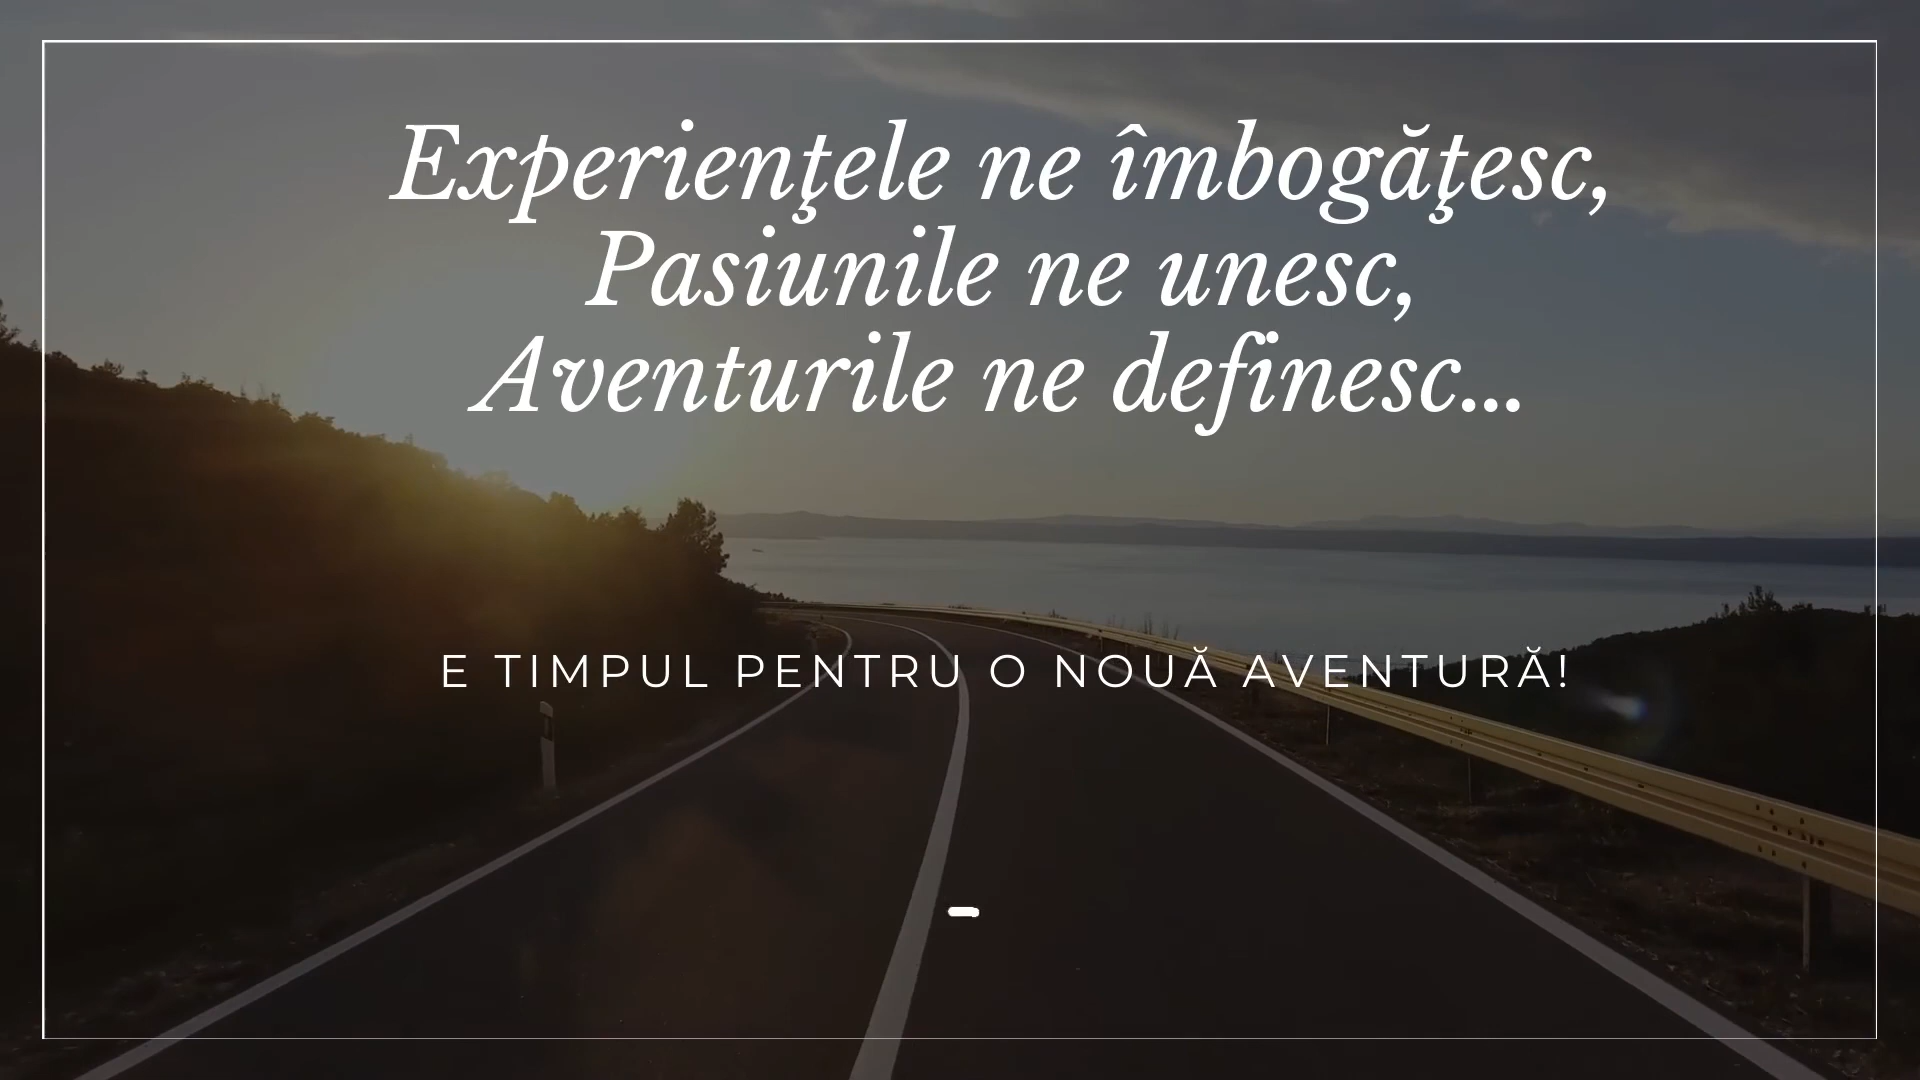 Experienţele ne îmbogăţesc,
Pasiunile ne unesc,
Aventurile ne definesc...
E TIMPUL PENTRU O NOUĂ AVENTURĂ!